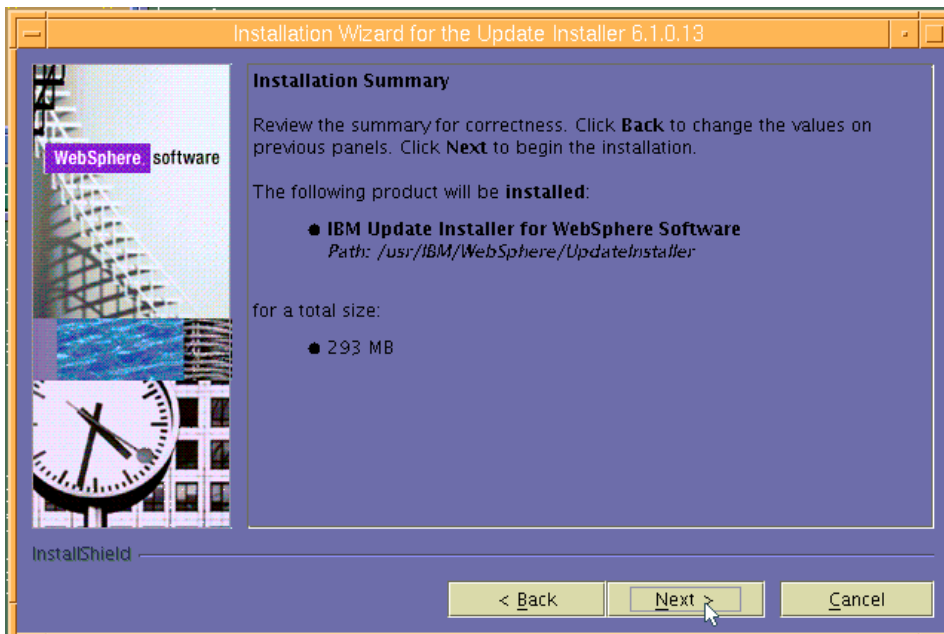 Installation Wizard for the Update Installer 6.1.0.13
WebSphere software
Installation Summary
Review the summary for correctness. Click Back to change the values on
previous panels. Click Next to begin the installation.
The following product will be installed:
● IBM Update Installer for WebSphere Software
Path: /usr/IBM/WebSphere/UpdateInstaller
for a total size:
● 293 MB
InstallShield
< Back
Next >
Cancel